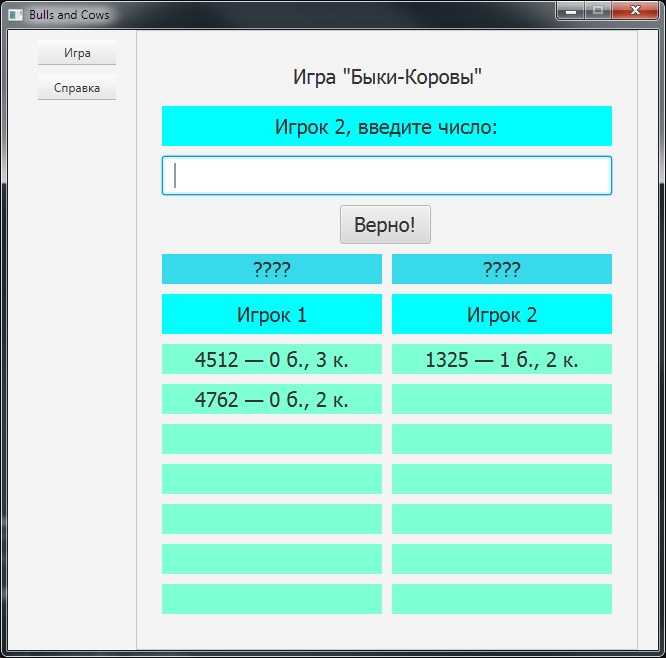 Bulls and Cows
Игра
Справка
Игра "Быки-Коровы"
Игрок 2, введите число:
Верно!
???? ????
Игрок 1 Игрок 2
4512 — 0 б., 3 к. 1325 — 1 б., 2 к.
4762 — 0 б., 2 к.